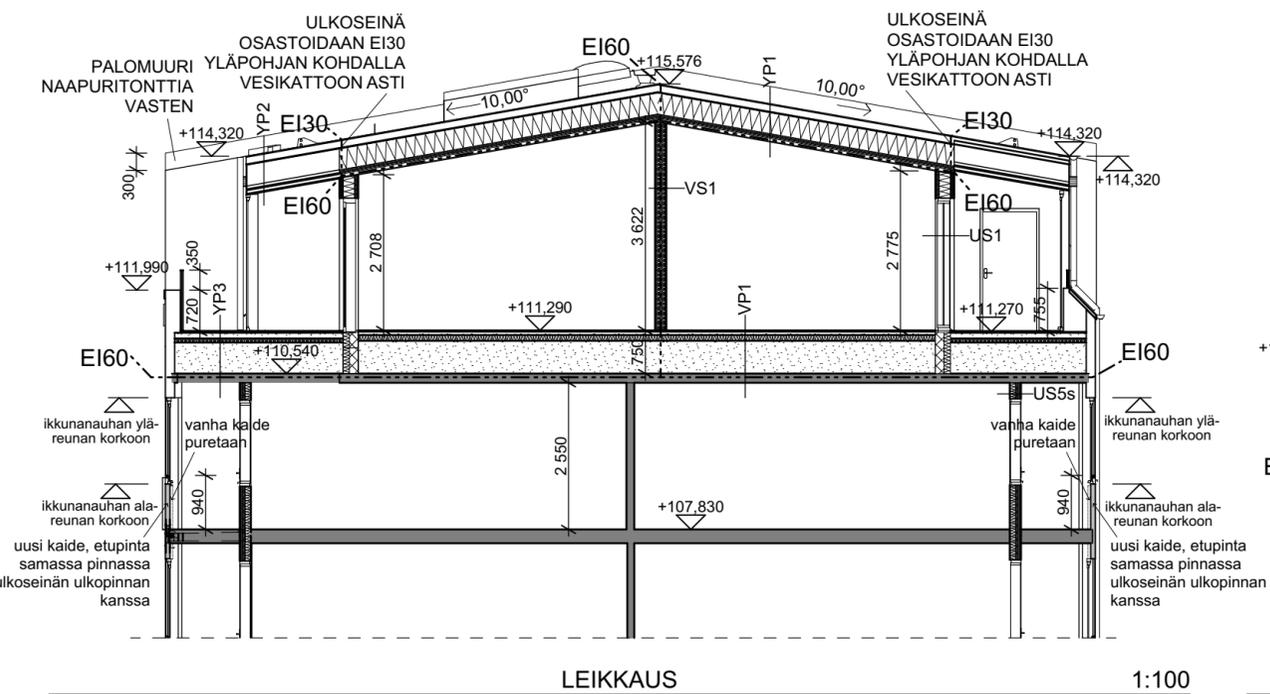 ULKOSEINÄ
OSASTOIDAAN EI30
YLÄPOHJAN KOHDALLA
VESIKATTOON ASTI
ULKOSEINÄ
OSASTOIDAAN EI30
YLÄPOHJAN KOHDALLA
VESIKATTOON ASTI
PALOMUURI
NAAPURITONTTIA
VASTEN
EI60
+115,576
YP1
10,00°
10,00°
YP2
EI30
EI30
+114,320
+114,320
+114,320
300
EI60
EI60
VS1
US1
2 708
3 622
2 775
+111,990
350
720
YP3
+111,290
VP1
+111,270
755
+110,540
750
EI60
EI60
US5s
ikkunanauhan ylä-
reunan korkoon
vanha kaide
puretaan
2 550
vanha kaide
puretaan
ikkunanauhan ylä-
reunan korkoon
940
+107,830
940
ikkunanauhan ala-
reunan korkoon
ikkunanauhan ala-
reunan korkoon
uusi kaide, etupinta
samassa pinnassa
ulkoseinän ulkopinnan
kanssa
uusi kaide, etupinta
samassa pinnassa
ulkoseinän ulkopinnan
kanssa
LEIKKAUS
1:100